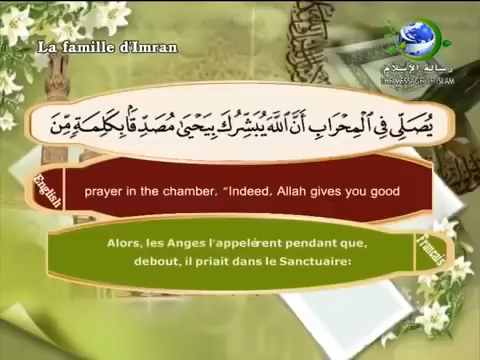 La famille d'Imran
رسالة الإسلام
THE MESSAGE OF ISLAM
يُصَلِّي فِي الْمِحْرَابِ أَنَّ اللَّهَ يُبَشِّرُكَ بِيَحْيَىٰ مُصَدِّقًا بِكَلِمَةٍ مِّنَ
English
prayer in the chamber. "Indeed, Allah gives you good
Alors, les Anges l'appelèrent pendant que,
debout, il priait dans le Sanctuaire:
Francais